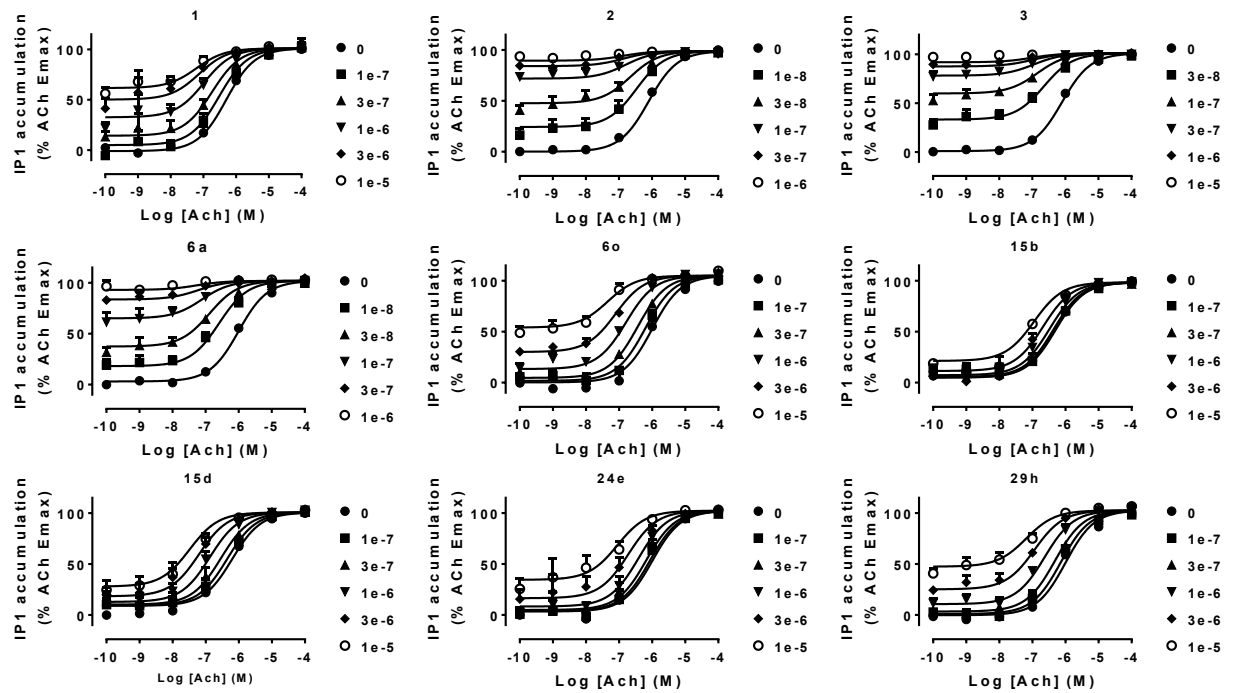 1
IP1 accumulation
(% ACh Emax)
100
50
0
-10 -9 -8 -7 -6 -5 -4
Log [Ach] (M)
0
1e-7
3e-7
1e-6
3e-6
1e-5
2
IP1 accumulation
(% ACh Emax)
100
50
0
-10 -9 -8 -7 -6 -5 -4
Log [Ach] (M)
0
1e-8
3e-8
1e-7
3e-7
1e-6
3
IP1 accumulation
(% ACh Emax)
100
50
0
-10 -9 -8 -7 -6 -5 -4
Log [Ach] (M)
0
3e-8
1e-7
3e-7
1e-6
1e-5
6a
IP1 accumulation
(% ACh Emax)
100
50
0
-10 -9 -8 -7 -6 -5 -4
Log [Ach] (M)
0
1e-8
3e-8
1e-7
3e-7
1e-6
6o
IP1 accumulation
(% ACh Emax)
100
50
0
-10 -9 -8 -7 -6 -5 -4
Log [Ach] (M)
0
1e-7
3e-7
1e-6
3e-6
1e-5
15b
IP1 accumulation
(% ACh Emax)
100
50
0
-10 -9 -8 -7 -6 -5 -4
Log [Ach] (M)
0
1e-7
3e-7
1e-6
3e-6
1e-5
15d
IP1 accumulation
(% ACh Emax)
100
50
0
-10 -9 -8 -7 -6 -5 -4
Log [Ach] (M)
0
1e-7
3e-7
1e-6
3e-6
1e-5
24e
IP1 accumulation
(% ACh Emax)
100
50
0
-10 -9 -8 -7 -6 -5 -4
Log [Ach] (M)
0
1e-7
3e-7
1e-6
3e-6
1e-5
29h
IP1 accumulation
(% ACh Emax)
100
50
0
-10 -9 -8 -7 -6 -5 -4
Log [Ach] (M)
0
1e-7
3e-7
1e-6
3e-6
1e-5